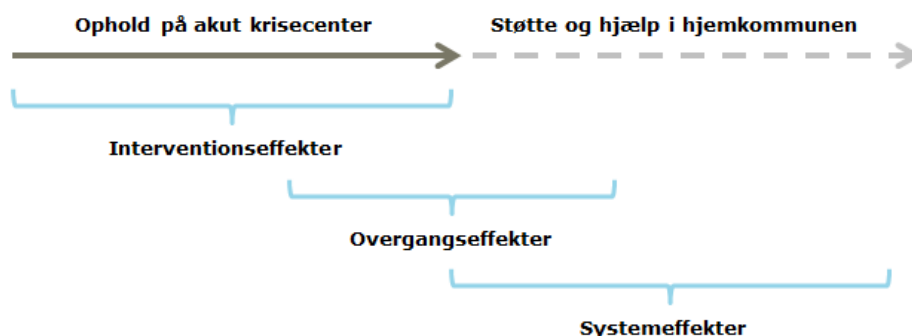 Ophold på akut krisecenter
Støtte og hjælp i hjemkommunen
Interventionseffekter
Overgangseffekter
Systemeffekter